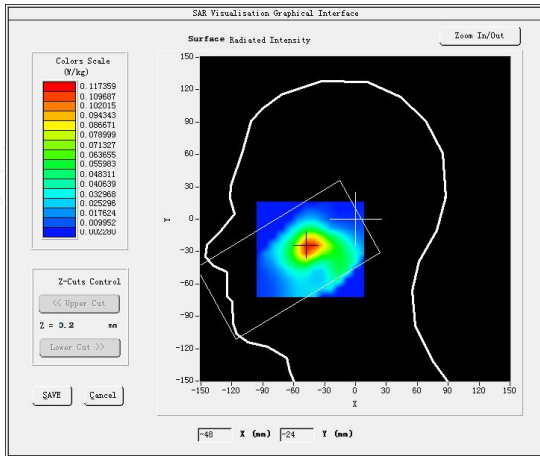 SAR Visualisation Graphical Interface
Surface Radiated Intensity
Zoom In/Out
Colors Scale
(W/kg)
0.117359
0.109687
0.102015
0.094343
0.086671
0.078999
0.071327
0.063655
0.055983
0.048311
0.040639
0.032968
0.025296
0.017624
0.009952
0.002280
Z-Cuts Control
<< Upper Cut
Z = 0.2 mm
Lower Cut >>
SAVE Cancel
150
120
90
60
30
0
-30
-60
-90
-120
-150
Y
-150 -120 -90 -60 -30 0 30 60 90 120 150
X
-48 X (mm) -24 Y (mm)